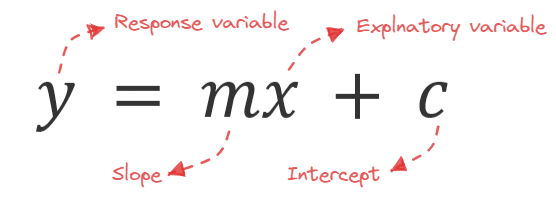 Response variable
Explnatory variable
y = mx + c
Slope
Intercept